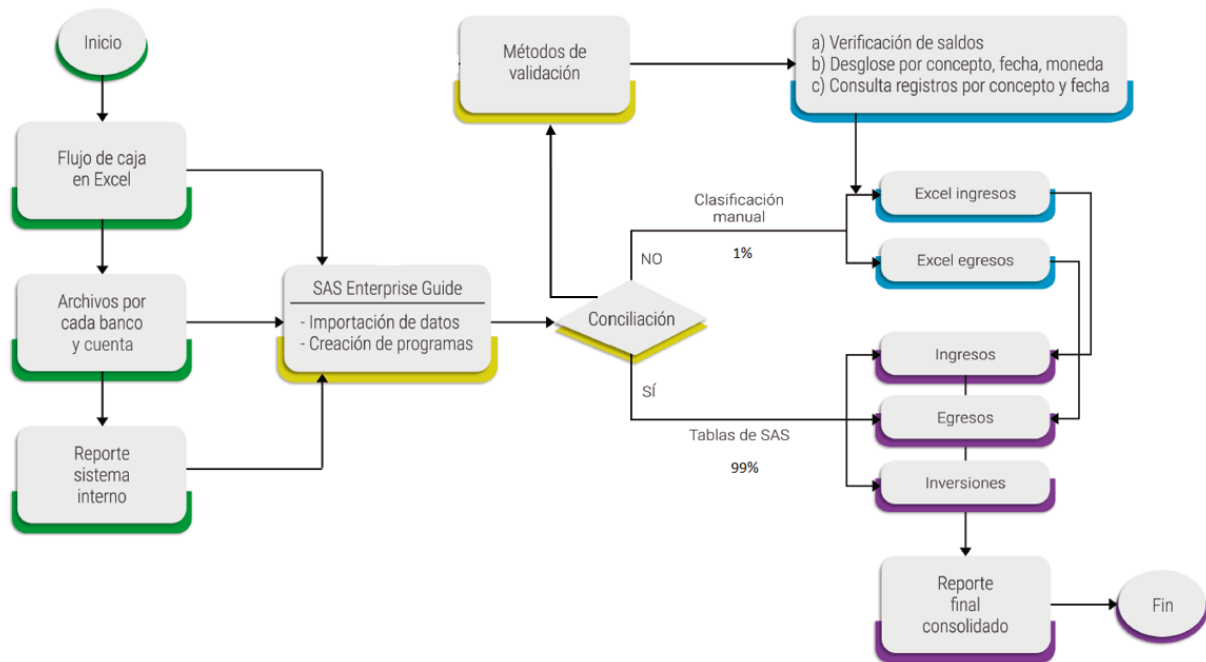 Inicio
Flujo de caja
en Excel
Archivos por
cada banco
y cuenta
Reporte
sistema
interno
SAS Enterprise Guide
- Importación de datos
- Creación de programas
Conciliación
Métodos de
validación
a) Verificación de saldos
b) Desglose por concepto, fecha, moneda
c) Consulta registros por concepto y fecha
NO
Clasificación
manual
1%
Excel ingresos
Excel egresos
SÍ
Tablas de SAS
99%
Ingresos
Egresos
Inversiones
Reporte
final
consolidado
Fin